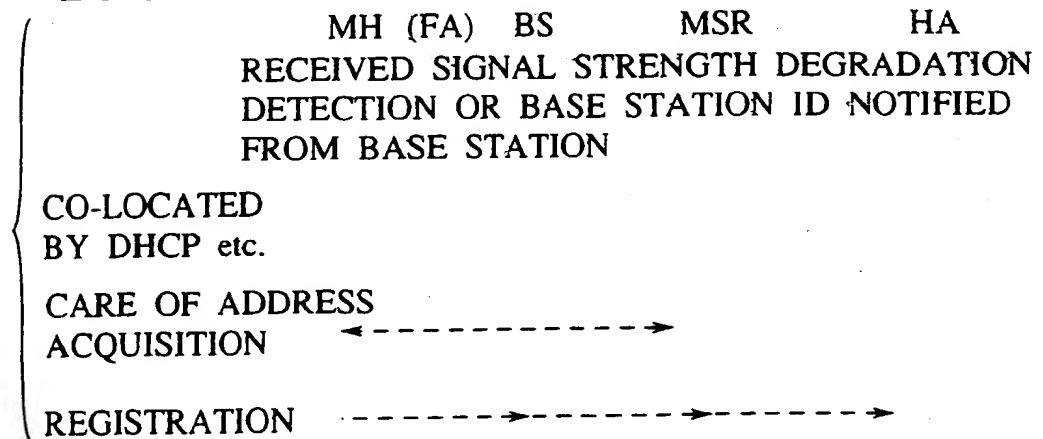 MH (FA) BS MSR HA
RECEIVED SIGNAL STRENGTH DEGRADATION
DETECTION OR BASE STATION ID NOTIFIED
FROM BASE STATION
CO-LOCATED
BY DHCP etc.
CARE OF ADDRESS
ACQUISITION
REGISTRATION